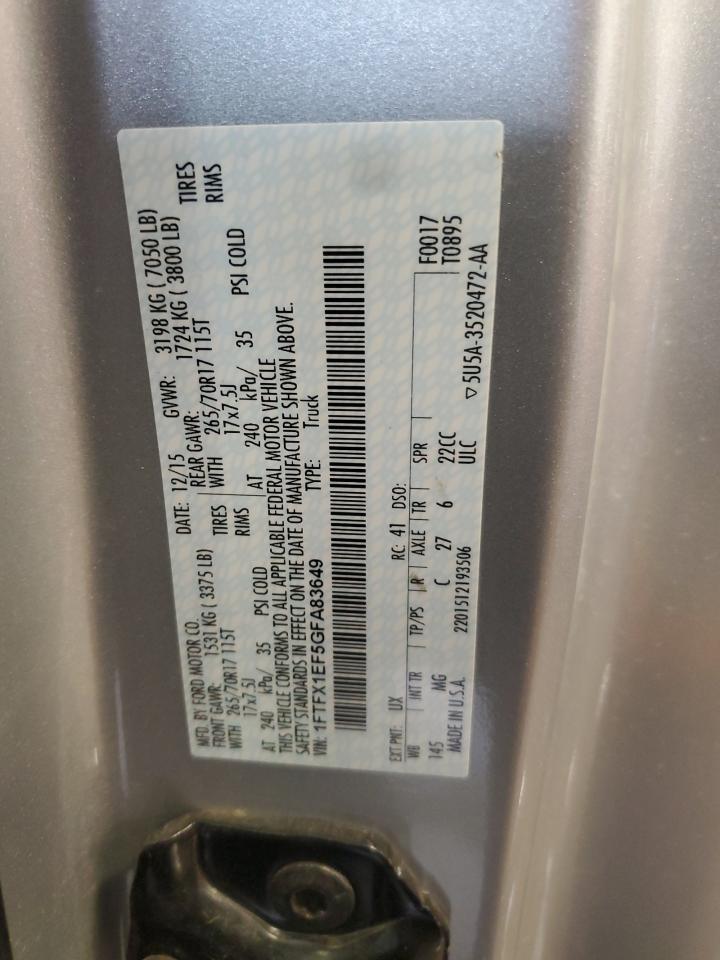 MFD. BY FORD MOTOR CO. DATE: 12/15 GVWR: 3198 KG ( 7050 LB)
FRONT GAWR: 1531 KG ( 3375 LB) REAR GAWR: 1724 KG ( 3800 LB)
WITH 265/70R17 115T TIRES WITH 265/70R17 115T TIRES
17x7.5J RIMS 17x7.5J RIMS
AT 240 kPa/ 35 PSI COLD AT 240 kPa/ 35 PSI COLD
THIS VEHICLE CONFORMS TO ALL APPLICABLE FEDERAL MOTOR VEHICLE
SAFETY STANDARDS IN EFFECT ON THE DATE OF MANUFACTURE SHOWN ABOVE.
VIN: 1FTFX1EF5GFA83649 TYPE: Truck
EXT PNT: UX RC: 41 DSO:
WB INT TR TP/PS R AXLE TR SPR F0017
145 MG C 27 6 22CC T0895
MADE IN U.S.A. 2201512193506 ULC ▽5U5A-3520472-AA